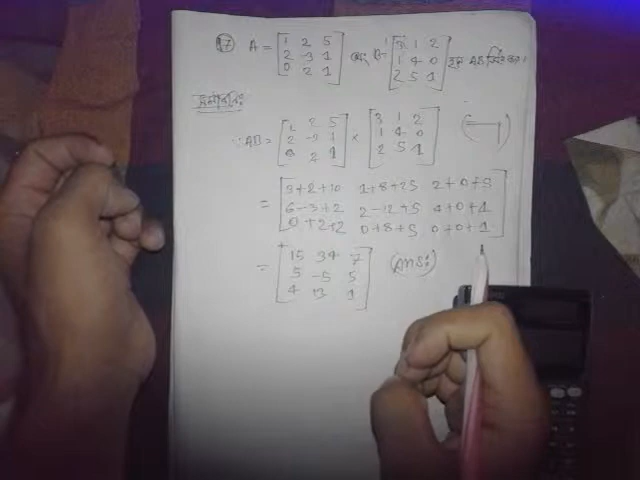 17 A = [1 2 5 এবং B = [3 1 2 হলে AB নির্ণয় কর।
2 -3 1 1 4 0
0 2 1] 2 5 1]
∵ AB = [1 2 5 × [3 1 2
2 -3 1 1 4 0
0 2 1] 2 5 1]
= [3+2+10 1+8+25 2+0+5
6-3+2 2-12+5 4+0+1
0+2+2 0+8+5 0+0+1]
= [15 34 7 (Ans:)
5 -5 5
4 13 1]